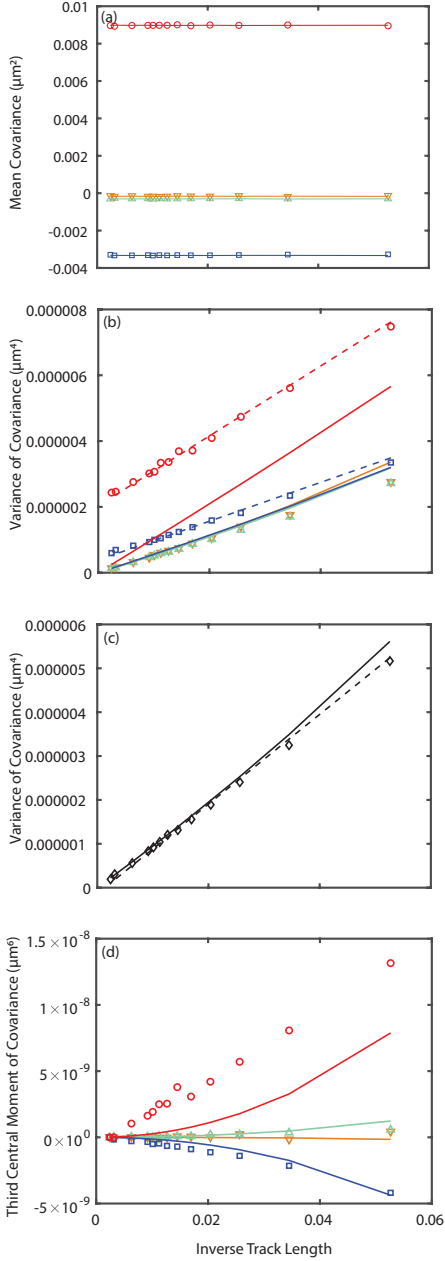 (a)
Mean Covariance (μm²)
0.01
0.008
0.006
0.004
0.002
0
-0.002
-0.004
(b)
Variance of Covariance (μm⁴)
0.000008
0.000006
0.000004
0.000002
0
(c)
Variance of Covariance (μm⁴)
0.000006
0.000005
0.000004
0.000003
0.000002
0.000001
0
(d)
Third Central Moment of Covariance (μm⁶)
1.5 × 10⁻⁸
1 × 10⁻⁸
5 × 10⁻⁹
0 × 10⁰
-5 × 10⁻⁹
0
0.02
0.04
0.06
Inverse Track Length